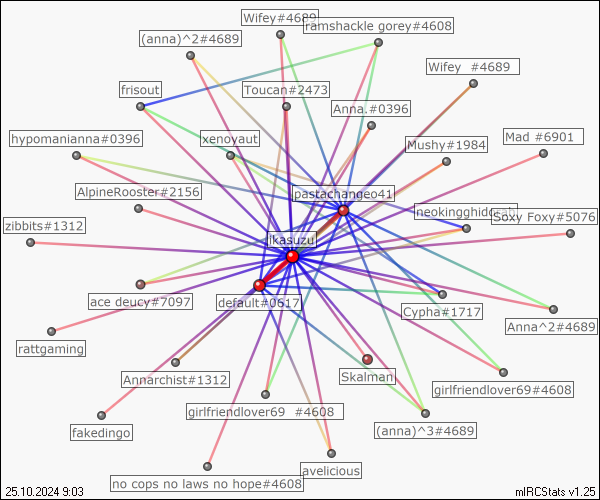 Wifey#4689
ramshackle gorey#4608
(anna)^2#4689
Wifey  #4689
frisout
Toucan#2473
Anna.#0396
hypomanianna#0396
xenoyaut
Mushy#1984
Mad #6901
AlpineRooster#2156
pastachangeo41
neokingghidorah
Soxy Foxy#5076
zibbits#1312
ikasuzu
ace deucy#7097
default#0617
Cypha#1717
Anna^2#4689
rattgaming
Annarchist#1312
Skalman
girlfriendlover69#4608
girlfriendlover69  #4608
fakedingo
(anna)^3#4689
avelicious
no cops no laws no hope#4608
25.10.2024 9:03
mIRCStats v1.25